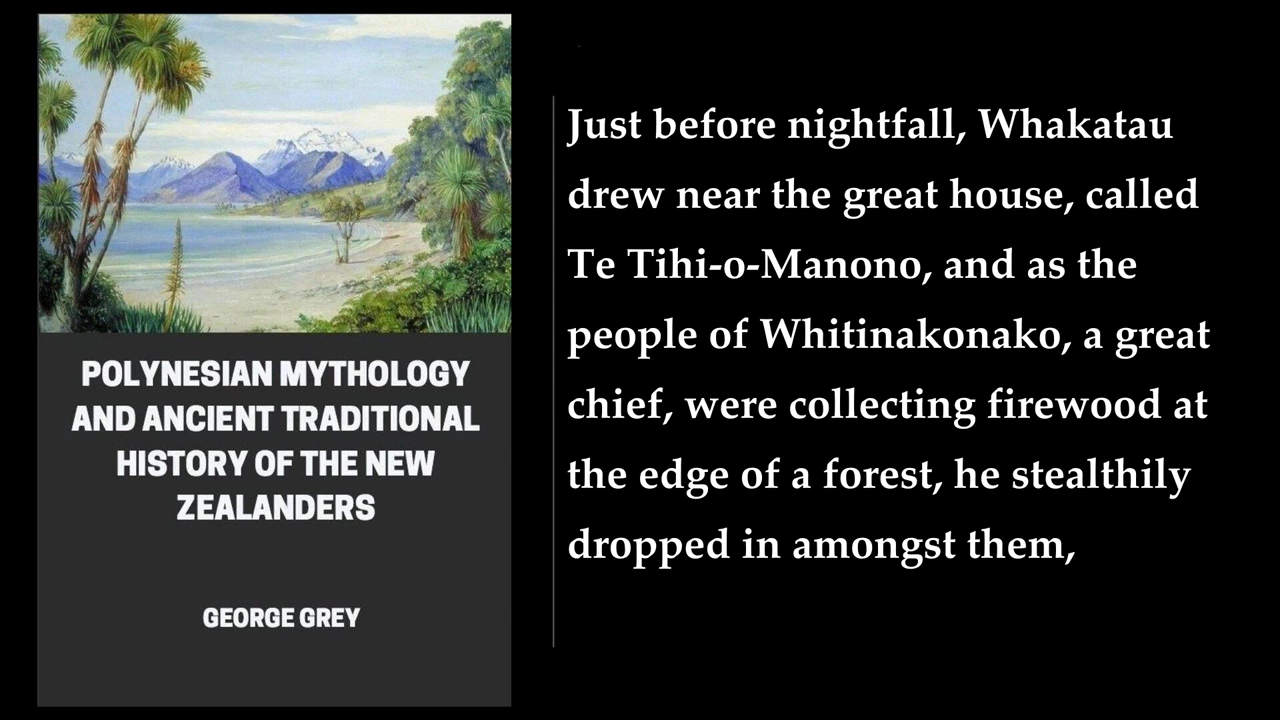 POLYNESIAN MYTHOLOGY
AND ANCIENT TRADITIONAL
HISTORY OF THE NEW
ZEALANDERS
GEORGE GREY
Just before nightfall, Whakatau
drew near the great house, called
Te Tihi-o-Manono, and as the
people of Whitinakonako, a great
chief, were collecting firewood at
the edge of a forest, he stealthily
dropped in amongst them,